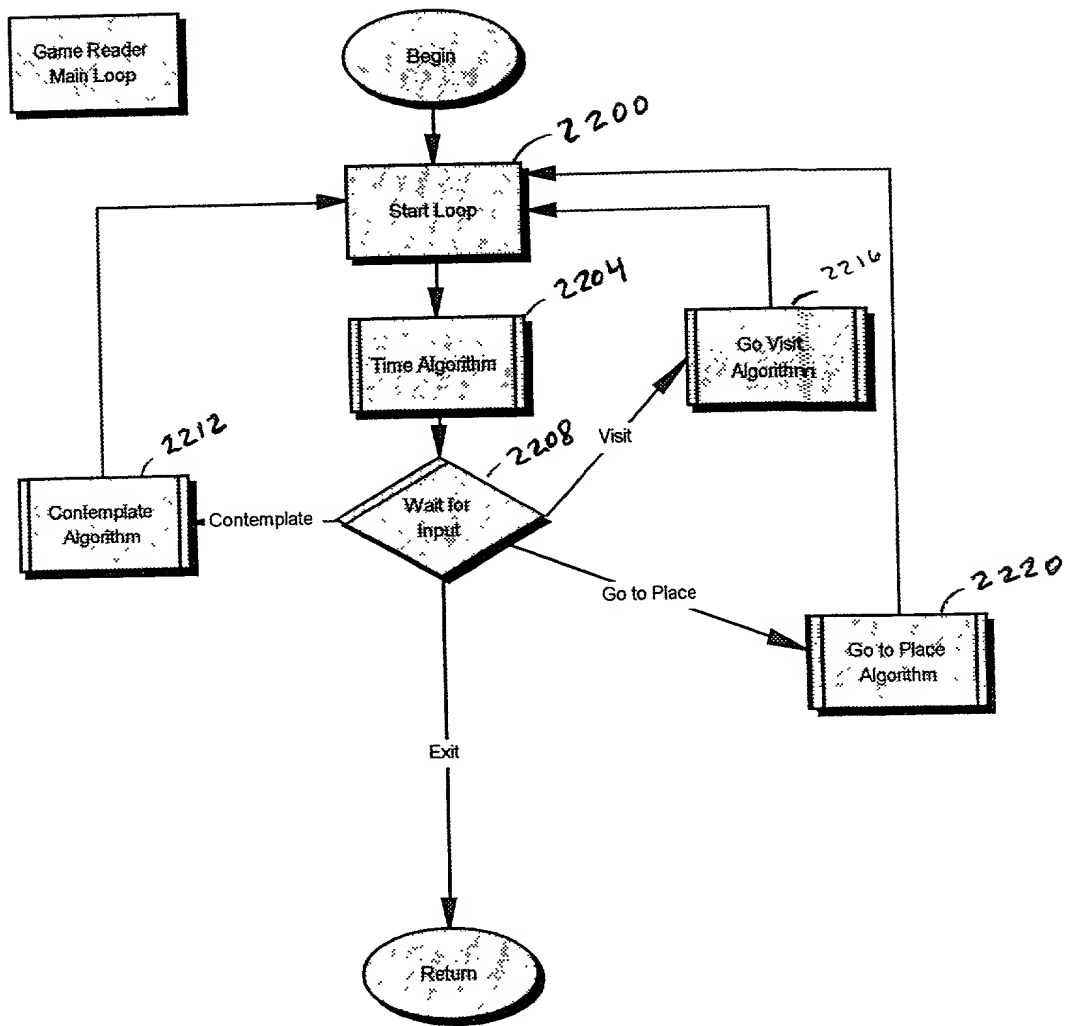 Game Reader
Main Loop
Begin
2200
Start Loop
2204
Time Algorithm
2216
Go Visit
Algorithm
2208
Wait for
Input
Visit
2212
Contemplate
Algorithm
Contemplate
Go to Place
2220
Go to Place
Algorithm
Exit
Return